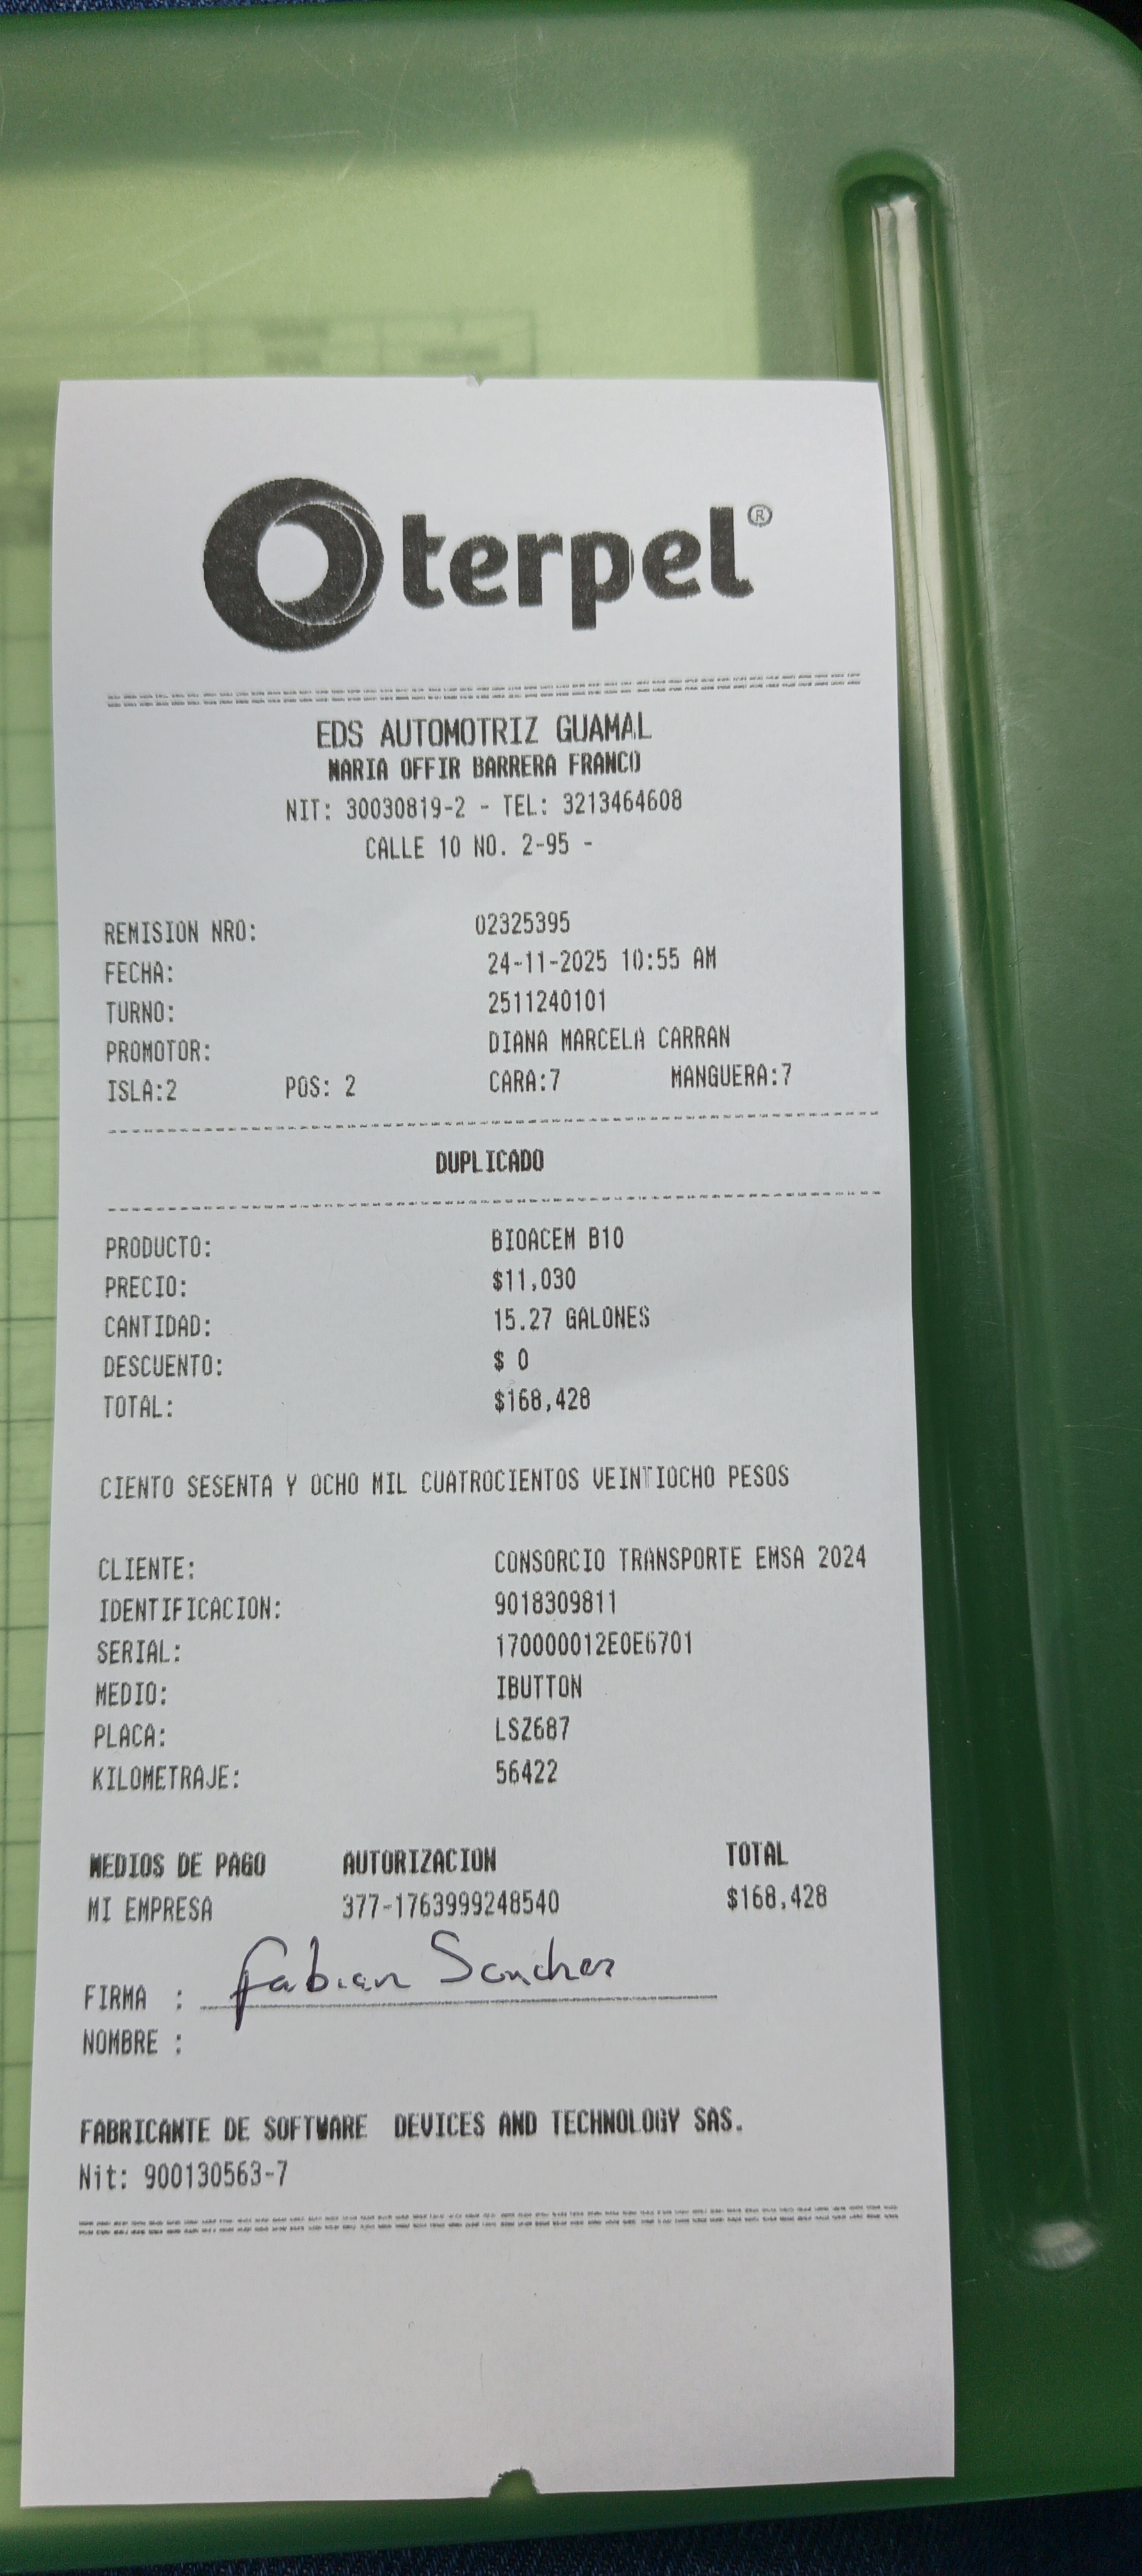 terpel®
EDS AUTOMOTRIZ GUAMAL
MARIA OFFIR BARRERA FRANCO
NIT: 30030819-2 - TEL: 3213464608
CALLE 10 NO. 2-95 -
REMISION NRO: 02325395
FECHA: 24-11-2025 10:55 AM
TURNO: 2511240101
PROMOTOR: DIANA MARCELA CARRAN
ISLA:2 POS: 2 CARA:7 MANGUERA:7
DUPLICADO
PRODUCTO: BIOACEM B10
PRECIO: $11,030
CANTIDAD: 15.27 GALONES
DESCUENTO: $ 0
TOTAL: $168,428
CIENTO SESENTA Y OCHO MIL CUATROCIENTOS VEINTIOCHO PESOS
CLIENTE: CONSORCIO TRANSPORTE EMSA 2024
IDENTIFICACION: 9018309811
SERIAL: 170000012E0E6701
MEDIO: IBUTTON
PLACA: LSZ687
KILOMETRAJE: 56422
MEDIOS DE PAGO AUTORIZACION TOTAL
MI EMPRESA 377-1763999248540 $168,428
FIRMA : Fabian Sanchez
NOMBRE :
FABRICANTE DE SOFTWARE DEVICES AND TECHNOLOGY SAS.
Nit: 900130563-7